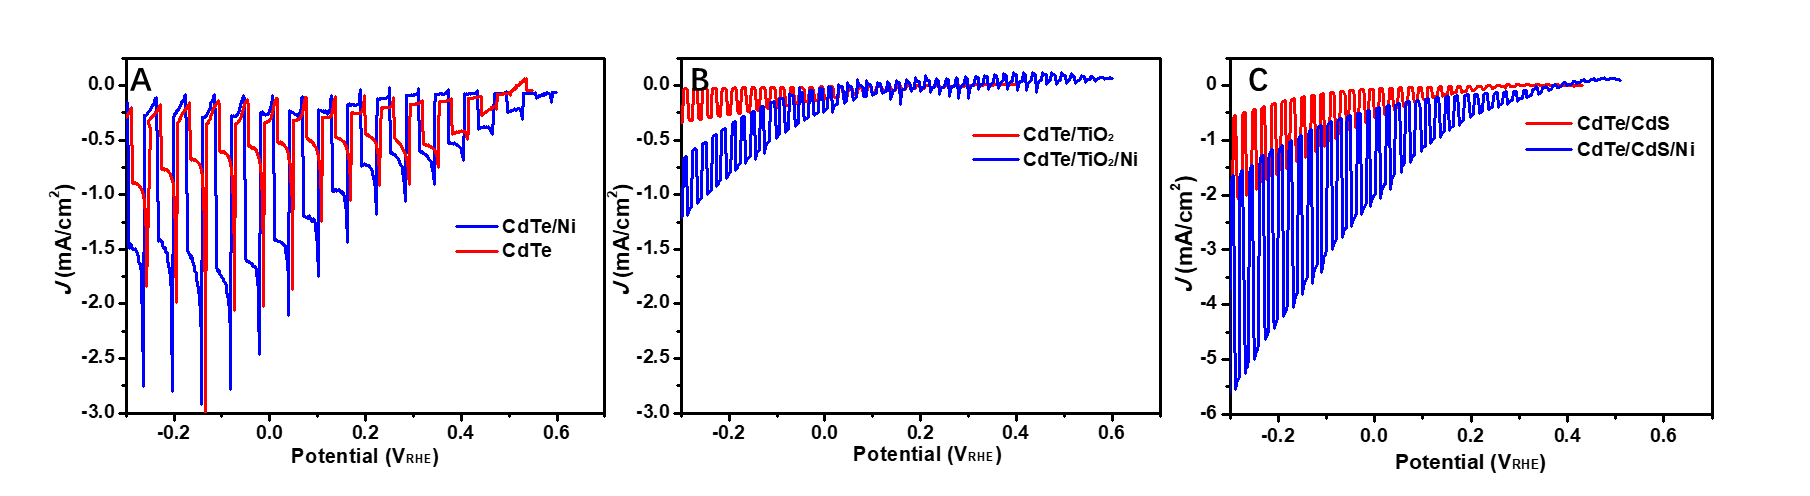 A
0.0
-0.5
-1.0
-1.5
-2.0
-2.5
-3.0
J (mA/cm²)
CdTe/Ni
CdTe
-0.2
0.0
0.2
0.4
0.6
Potential (VRHE)
B
0.0
-0.5
-1.0
-1.5
-2.0
-2.5
-3.0
J (mA/cm²)
CdTe/TiO₂
CdTe/TiO₂/Ni
-0.2
0.0
0.2
0.4
0.6
Potential (VRHE)
C
0
-1
-2
-3
-4
-5
-6
J (mA/cm²)
CdTe/CdS
CdTe/CdS/Ni
-0.2
0.0
0.2
0.4
0.6
Potential (VRHE)